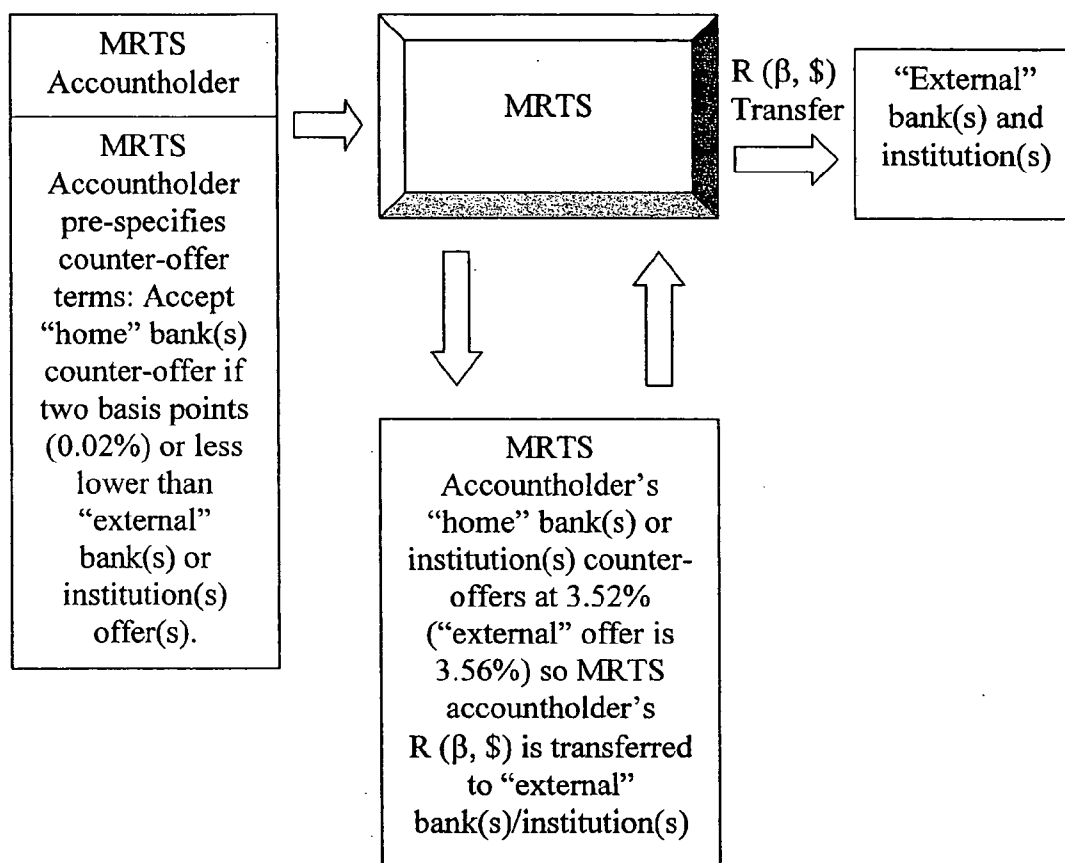 MRTS
Accountholder
MRTS
Accountholder
pre-specifies
counter-offer
terms: Accept
“home” bank(s)
counter-offer if
two basis points
(0.02%) or less
lower than
“external”
bank(s) or
institution(s)
offer(s).
MRTS
R (β, $)
Transfer
“External”
bank(s) and
institution(s)
MRTS
Accountholder’s
“home” bank(s) or
institution(s) counter-
offers at 3.52%
(“external” offer is
3.56%) so MRTS
accountholder’s
R (β, $) is transferred
to “external”
bank(s)/institution(s)